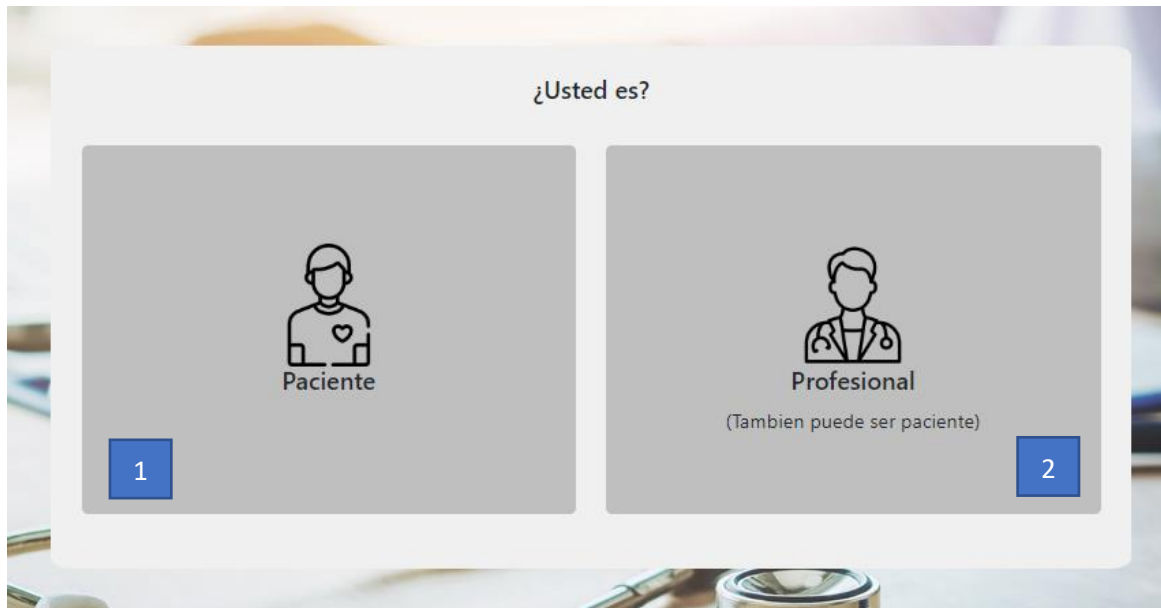 ¿Usted es?
Paciente
Profesional
(Tambien puede ser paciente)
1
2